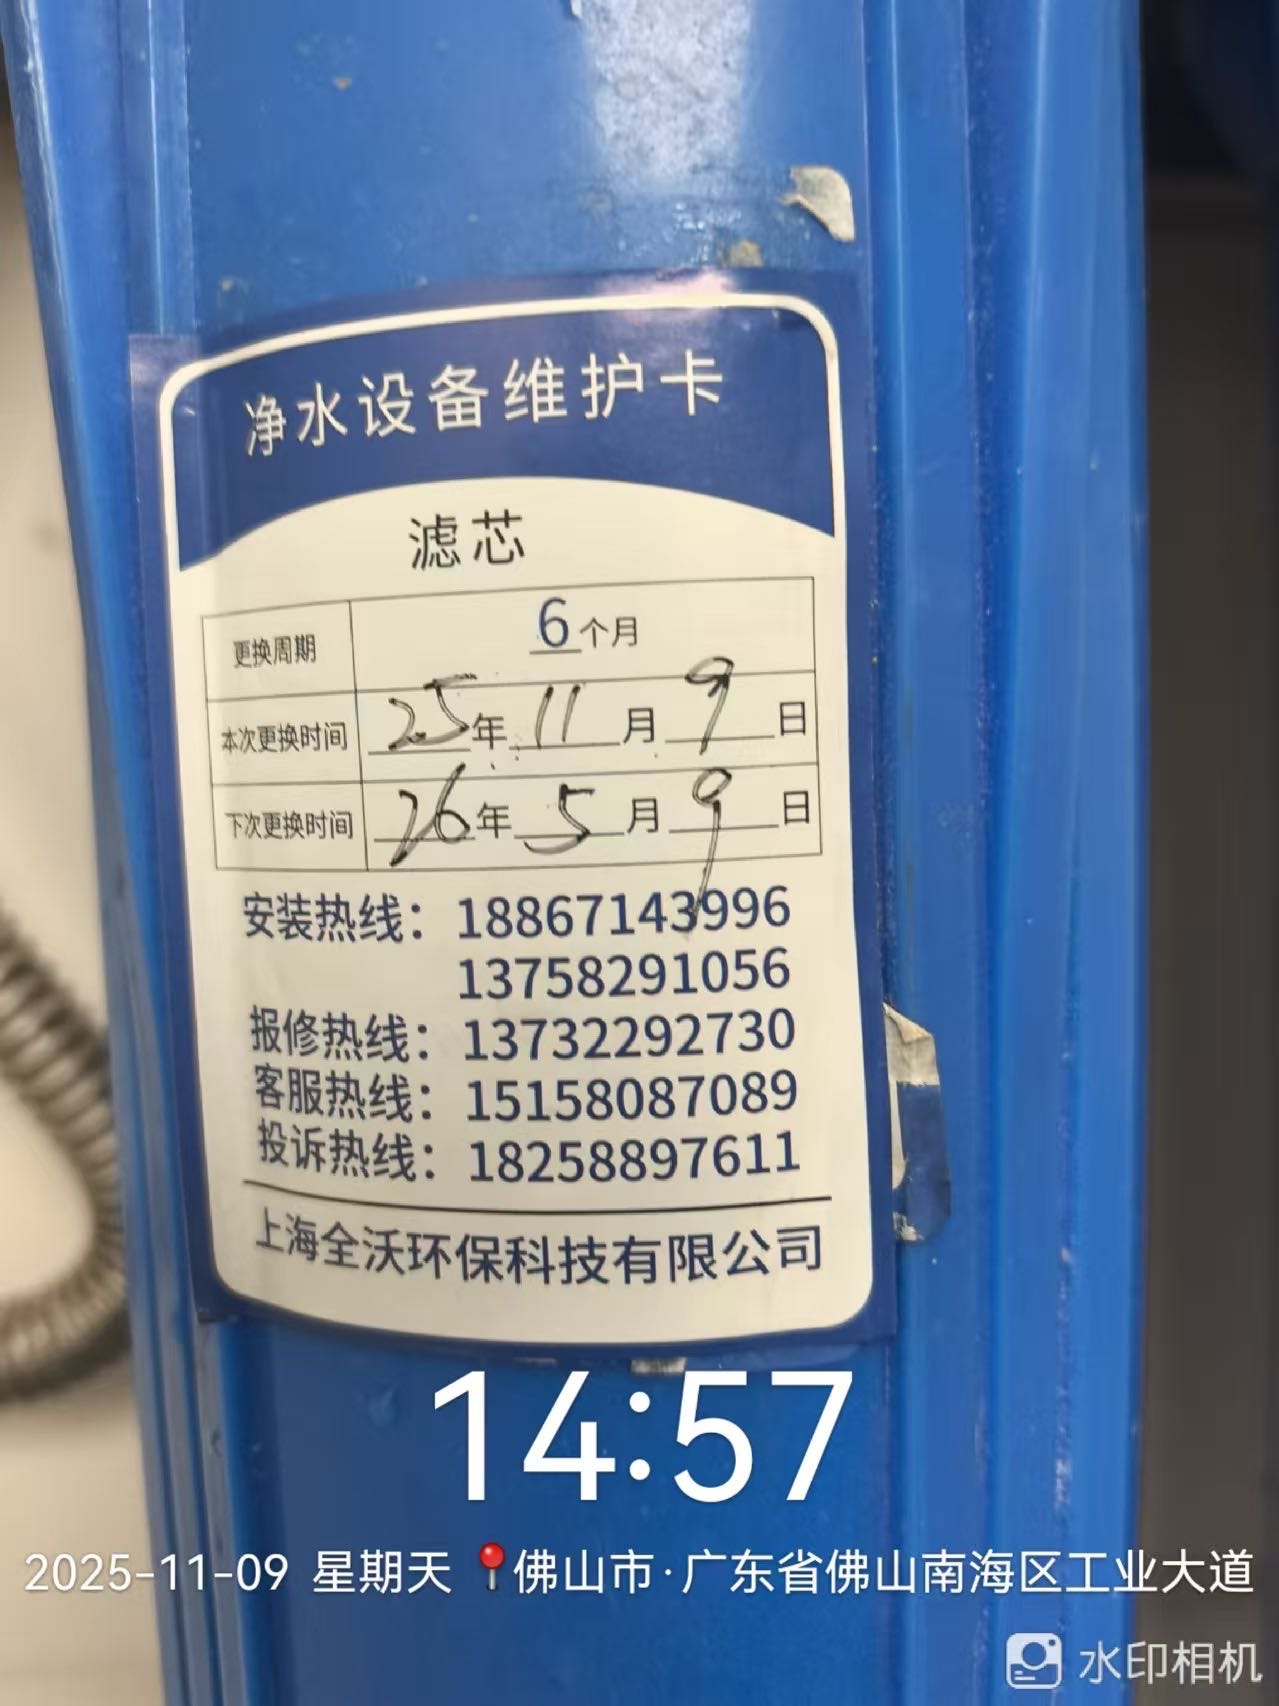 净水设备维护卡
滤芯
更换周期 6个月
本次更换时间 25年11月9日
下次更换时间 26年5月9日
安装热线：18867143996
13758291056
报修热线：13732292730
客服热线：15158087089
投诉热线：18258897611
上海全沃环保科技有限公司
14:57
2025-11-09 星期天 📍佛山市·广东省佛山南海区工业大道
水印相机